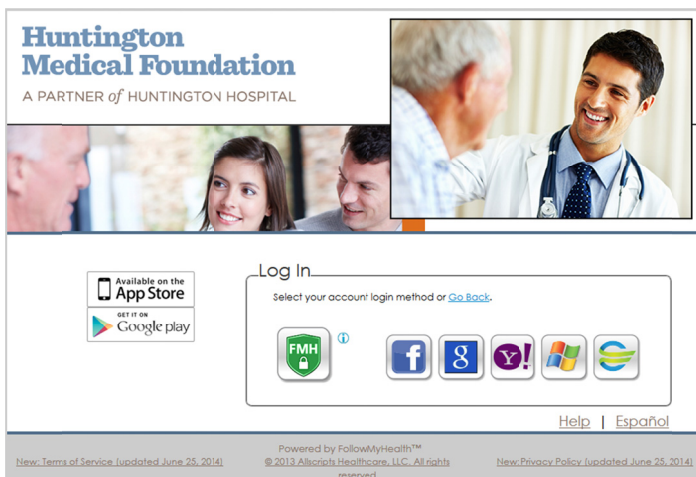 Huntington
Medical Foundation
A PARTNER of HUNTINGTON HOSPITAL
Available on the
App Store
GET IT ON
Google play
Log In
Select your account login method or Go Back.
FMH
i
f
8
Y!
Help | Español
Powered by FollowMyHealth™
New: Terms of Service (updated June 25, 2014)
© 2013 Allscripts Healthcare, LLC. All rights
reserved
New: Privacy Policy (updated June 25, 2014)